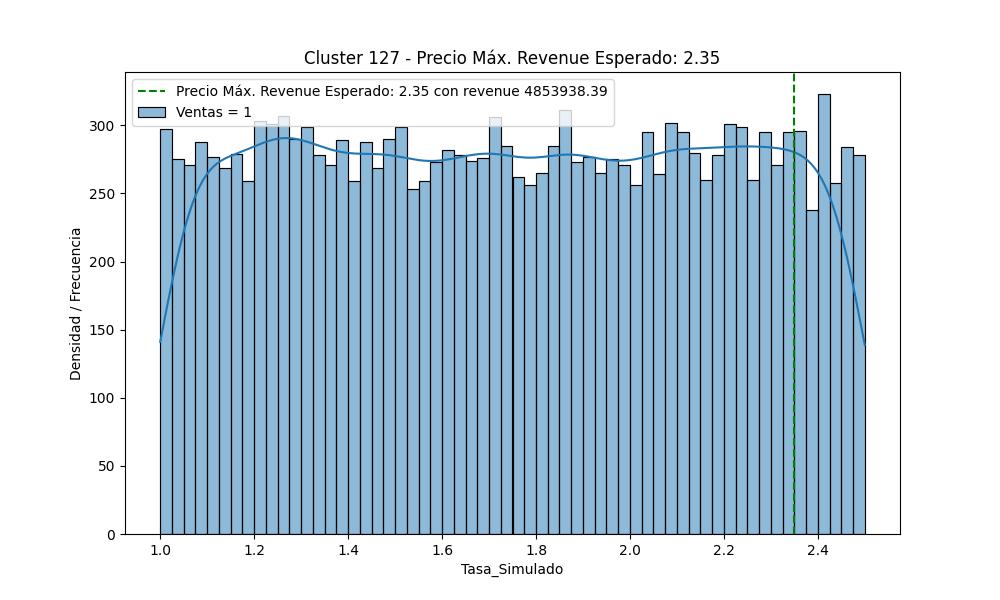 Cluster 127 - Precio Máx. Revenue Esperado: 2.35
Precio Máx. Revenue Esperado: 2.35 con revenue 4853938.39
Ventas = 1
Densidad / Frecuencia
300
250
200
150
100
50
0
1.0 1.2 1.4 1.6 1.8 2.0 2.2 2.4
Tasa_Simulado